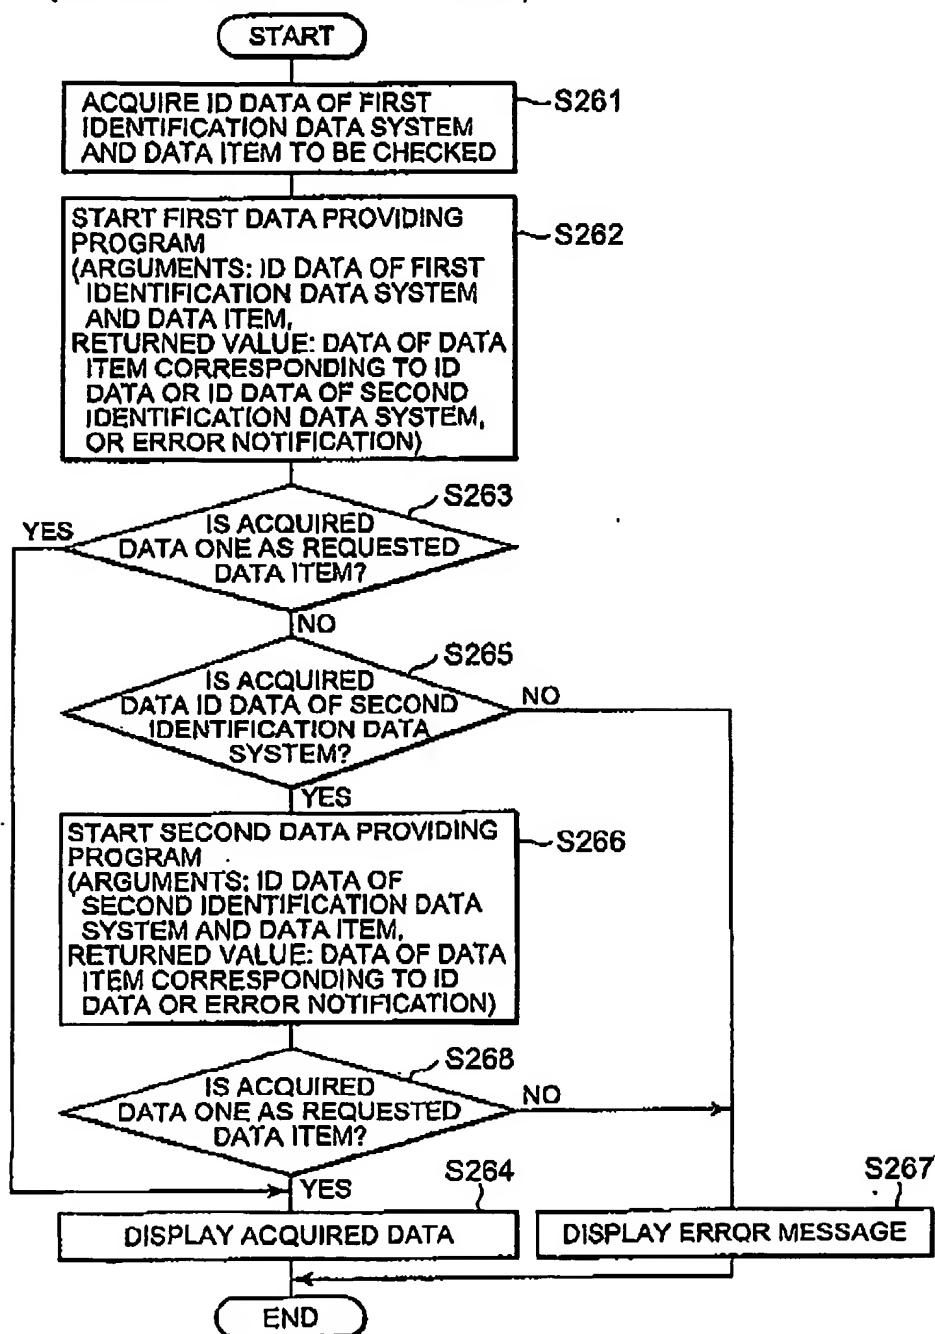 START
ACQUIRE ID DATA OF FIRST
IDENTIFICATION DATA SYSTEM
AND DATA ITEM TO BE CHECKED
S261
START FIRST DATA PROVIDING
PROGRAM
(ARGUMENTS: ID DATA OF FIRST
IDENTIFICATION DATA SYSTEM
AND DATA ITEM,
RETURNED VALUE: DATA OF DATA
ITEM CORRESPONDING TO ID
DATA OR ID DATA OF SECOND
IDENTIFICATION DATA SYSTEM,
OR ERROR NOTIFICATION)
S262
S263
YES
IS ACQUIRED
DATA ONE AS REQUESTED
DATA ITEM?
NO
S265
IS ACQUIRED
DATA ID DATA OF SECOND
IDENTIFICATION DATA
SYSTEM?
NO
YES
START SECOND DATA PROVIDING
PROGRAM
(ARGUMENTS: ID DATA OF
SECOND IDENTIFICATION DATA
SYSTEM AND DATA ITEM,
RETURNED VALUE: DATA OF DATA
ITEM CORRESPONDING TO ID
DATA OR ERROR NOTIFICATION)
S266
S268
IS ACQUIRED
DATA ONE AS REQUESTED
DATA ITEM?
NO
YES
S264
S267
DISPLAY ACQUIRED DATA
DISPLAY ERROR MESSAGE
END